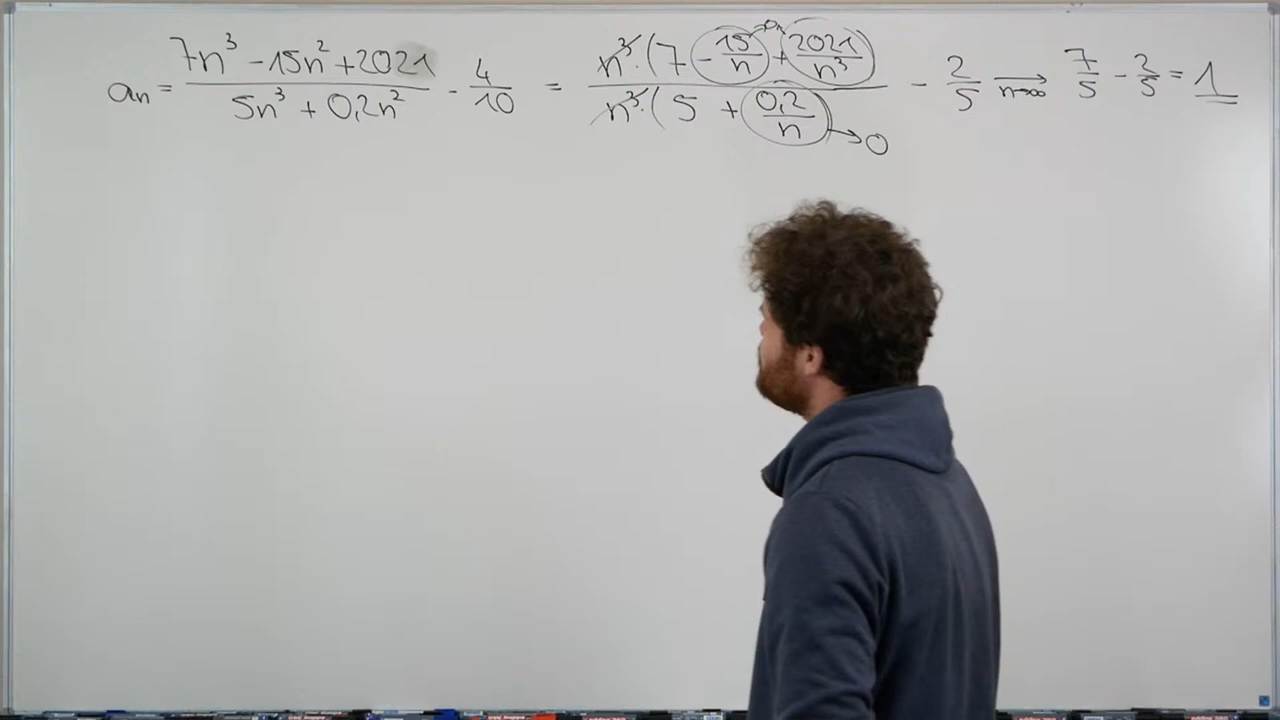 aₙ = (7n³ - 15n² + 2021)/(5n³ + 0,2n²) - 4/10 = (n³·(7 - 15/n + 2021/n³))/(n³·(5 + 0,2/n)) - 2/5 →(n→∞) 7/5 - 2/5 = 1
→0
→0